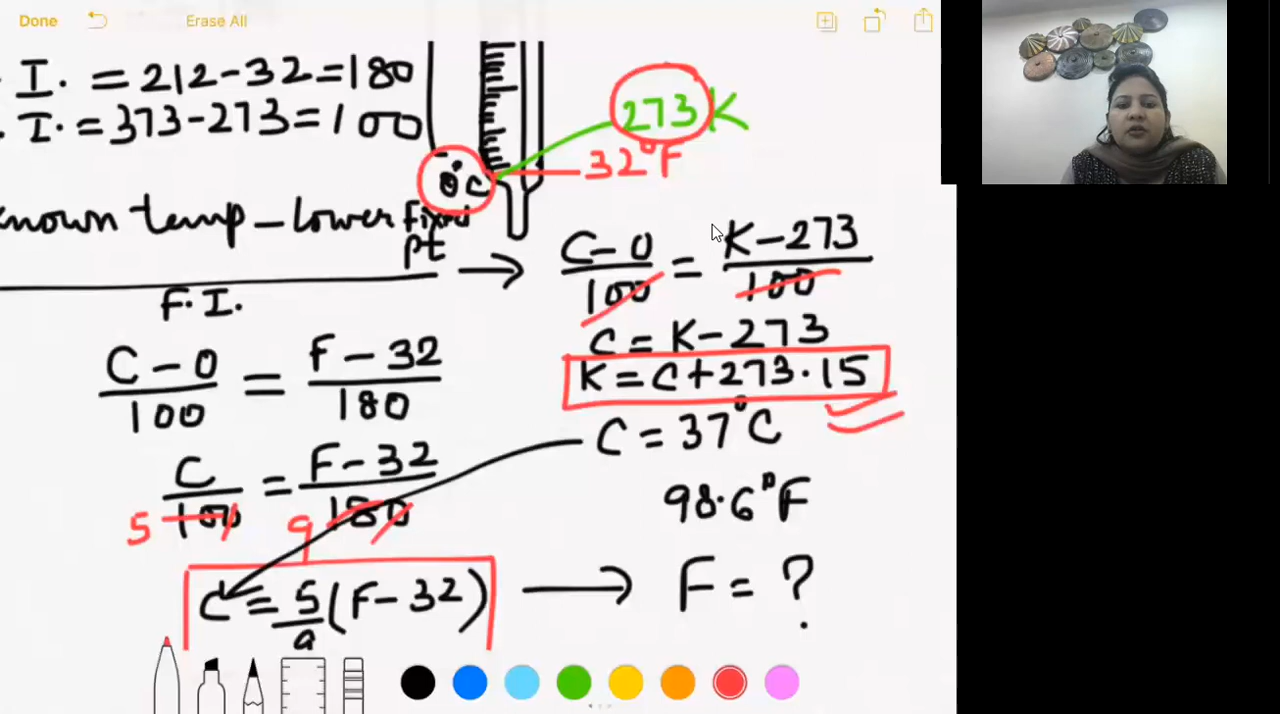 Done Erase All
I. = 212-32=180
I. = 373-273=100
273 K
32°F
0°C
known temp - lower fixed
pt
F.I.
C-0/100 = F-32/180
C/100 = F-32/180
5 9
C = 5/9 (F-32)
→ C-0/100 = K-273/100
C = K-273
K = C+273.15
C = 37°C
98.6°F
→ F = ?